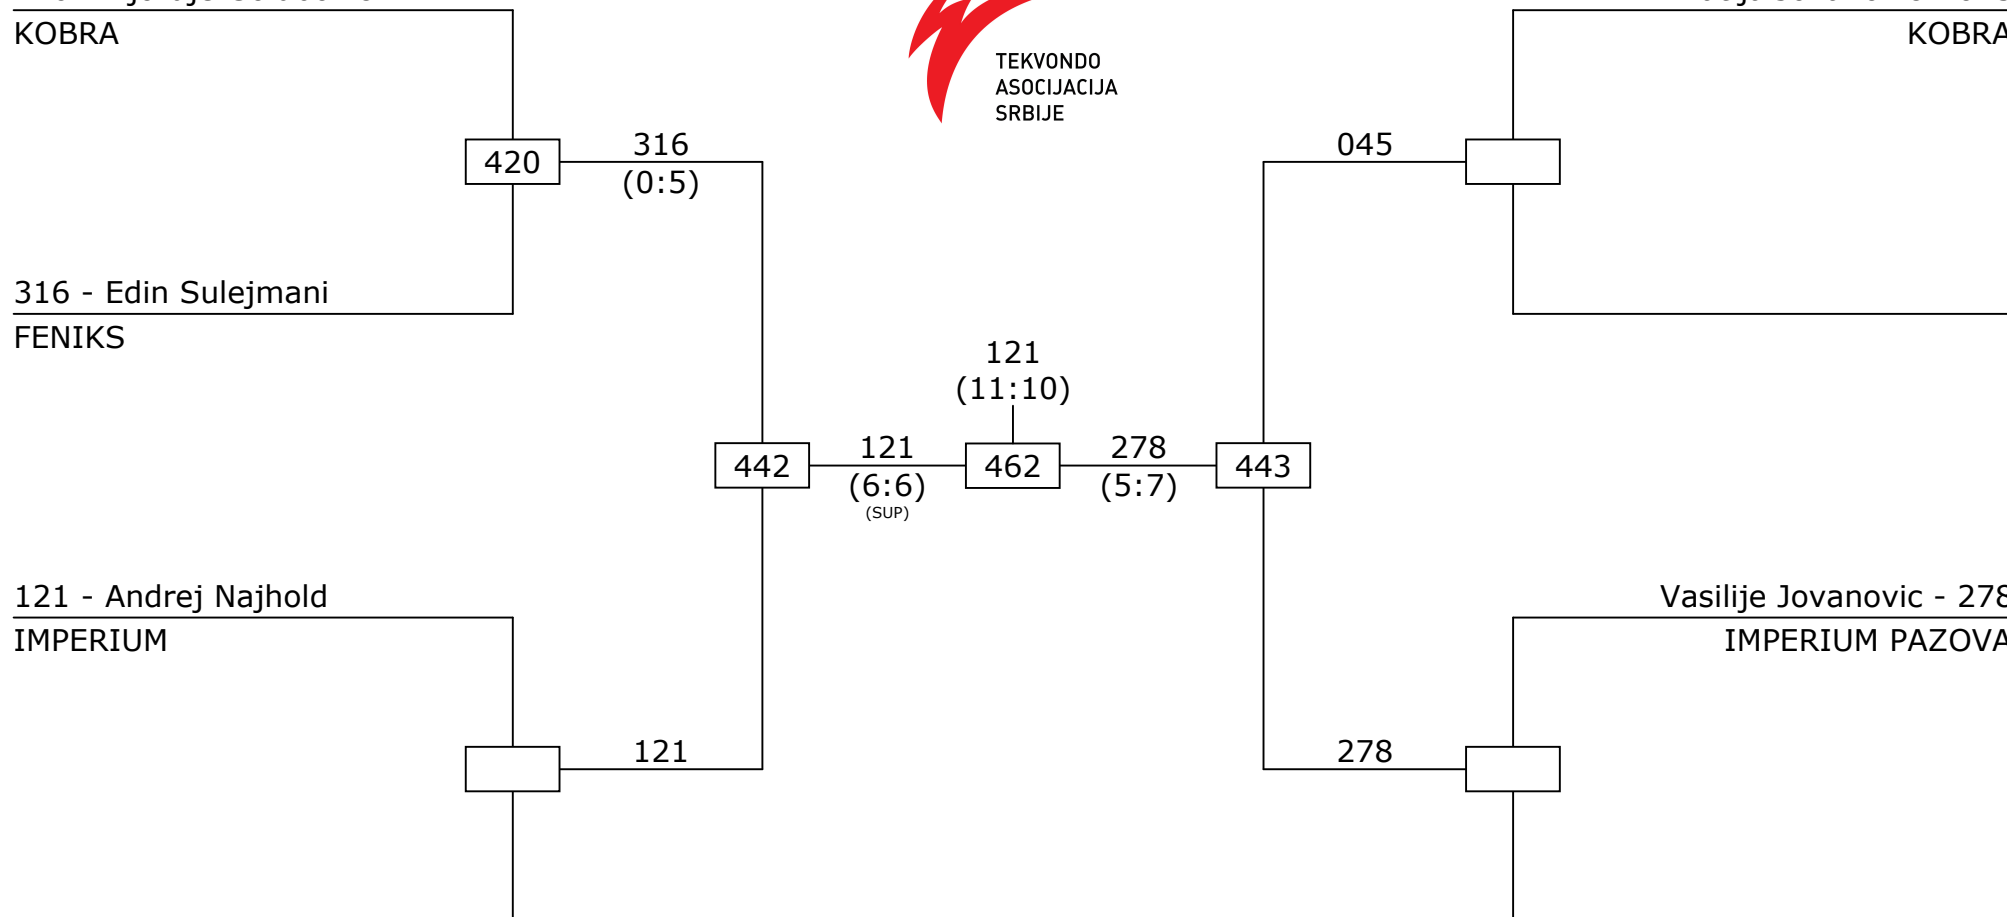 KOBRA
KOBRA
TEKVONDO
ASOCIJACIJA
SRBIJE
420
316
(0:5)
045
316 - Edin Sulejmani
FENIKS
121
(11:10)
442
121
(6:6)
(SUP)
462
278
(5:7)
443
121 - Andrej Najhold
IMPERIUM
Vasilije Jovanovic - 278
IMPERIUM PAZOVA
121
278